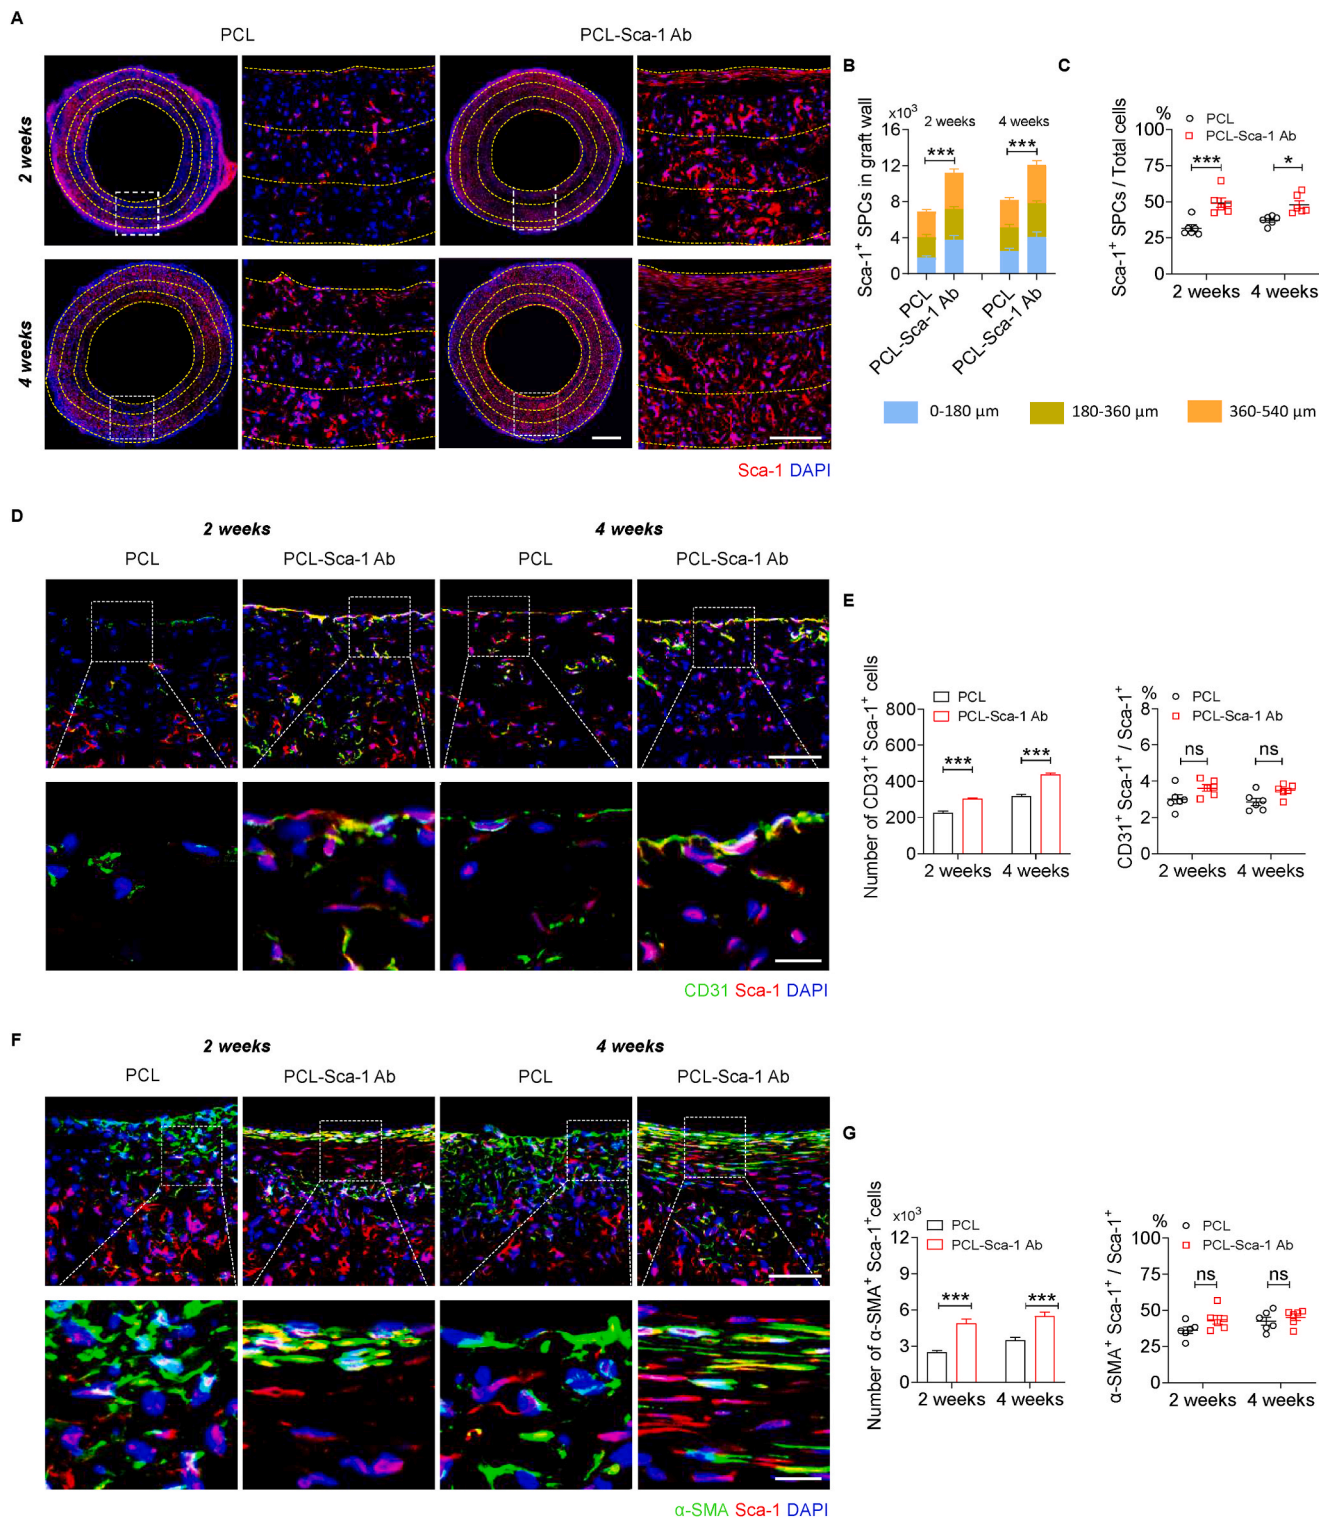 A
PCL
PCL-Sca-1 Ab
2 weeks
4 weeks
Sca-1 DAPI
B
x10³
Sca-1⁺ SPCs in graft wall
16
12
8
4
0
2 weeks
4 weeks
***
***
PCL
PCL-Sca-1 Ab
PCL
PCL-Sca-1 Ab
0-180 µm
180-360 µm
360-540 µm
C
%
PCL
PCL-Sca-1 Ab
Sca-1⁺ SPCs / Total cells
100
75
50
25
0
***
*
2 weeks
4 weeks
D
2 weeks
4 weeks
PCL
PCL-Sca-1 Ab
PCL
PCL-Sca-1 Ab
CD31 Sca-1 DAPI
E
PCL
PCL-Sca-1 Ab
Number of CD31⁺ Sca-1⁺ cells
800
600
400
200
0
***
***
2 weeks
4 weeks
%
PCL
PCL-Sca-1 Ab
CD31⁺ Sca-1⁺ / Sca-1⁺
8
6
4
2
0
ns
ns
2 weeks
4 weeks
F
2 weeks
4 weeks
PCL
PCL-Sca-1 Ab
PCL
PCL-Sca-1 Ab
α-SMA Sca-1 DAPI
G
x10³
PCL
PCL-Sca-1 Ab
Number of α-SMA⁺ Sca-1⁺cells
12
9
6
3
0
***
***
2 weeks
4 weeks
%
PCL
PCL-Sca-1 Ab
α-SMA⁺ Sca-1⁺ / Sca-1⁺
100
75
50
25
0
ns
ns
2 weeks
4 weeks